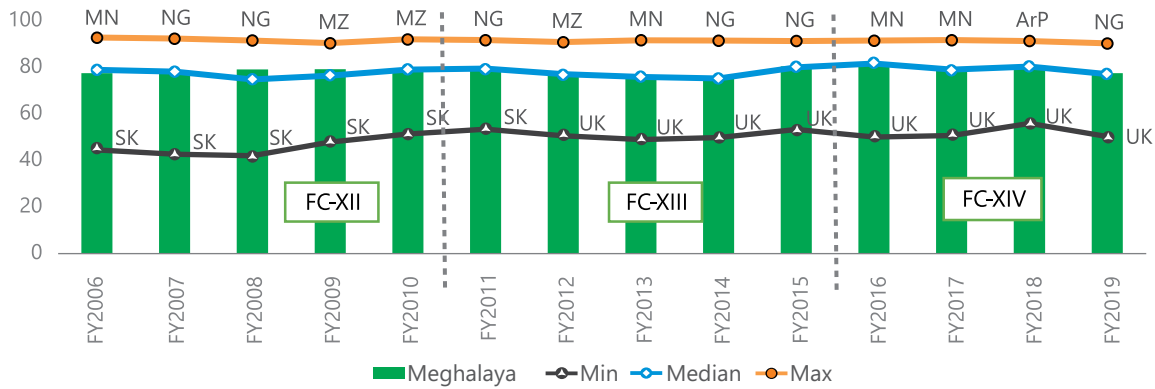 100
80
60
40
20
0
MN NG NG MZ MZ NG MZ MN NG NG MN MN ArP NG
SK SK SK SK SK SK UK UK UK UK UK UK UK UK
FC-XII FC-XIII FC-XIV
FY2006 FY2007 FY2008 FY2009 FY2010 FY2011 FY2012 FY2013 FY2014 FY2015 FY2016 FY2017 FY2018 FY2019
Meghalaya Min Median Max